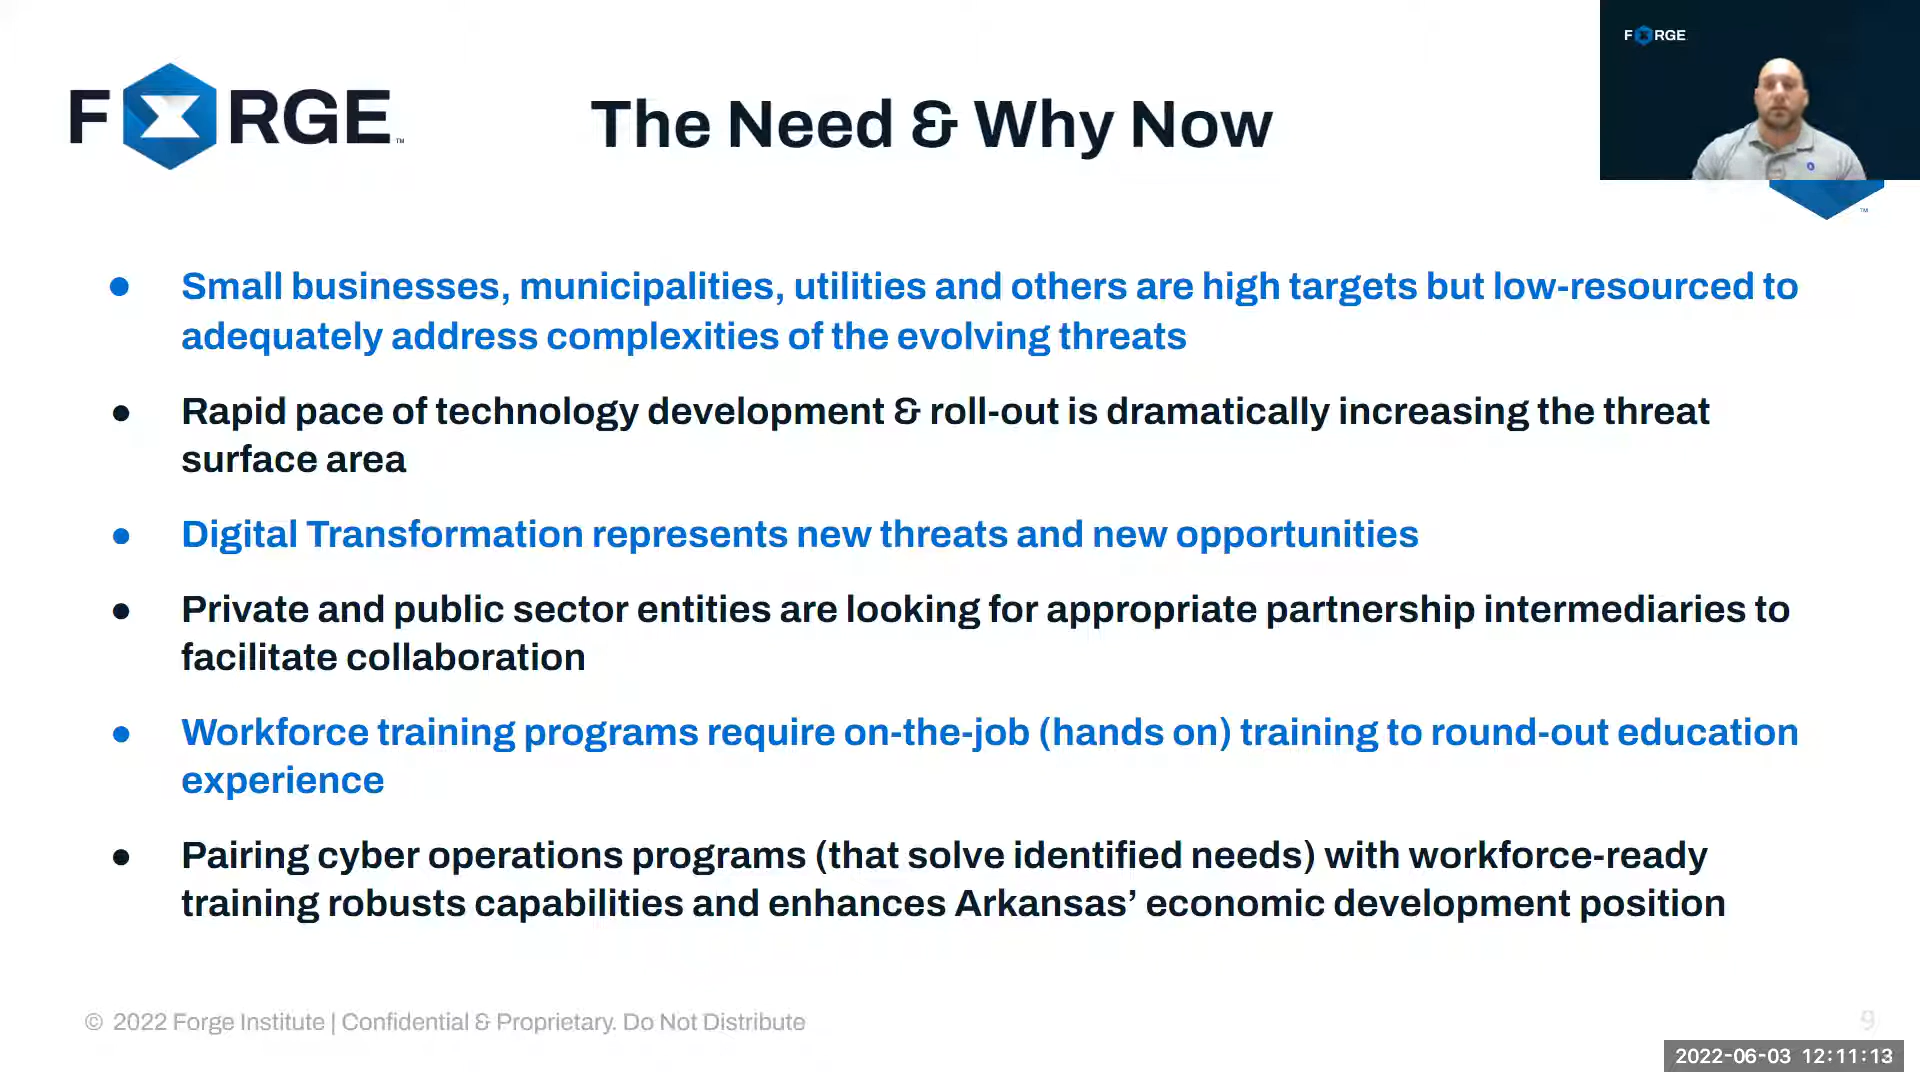 FORGE™
The Need & Why Now
FORGE
™
● Small businesses, municipalities, utilities and others are high targets but low-resourced to
adequately address complexities of the evolving threats
● Rapid pace of technology development & roll-out is dramatically increasing the threat
surface area
● Digital Transformation represents new threats and new opportunities
● Private and public sector entities are looking for appropriate partnership intermediaries to
facilitate collaboration
● Workforce training programs require on-the-job (hands on) training to round-out education
experience
● Pairing cyber operations programs (that solve identified needs) with workforce-ready
training robusts capabilities and enhances Arkansas’ economic development position
© 2022 Forge Institute | Confidential & Proprietary. Do Not Distribute
9
2022-06-03 12:11:13